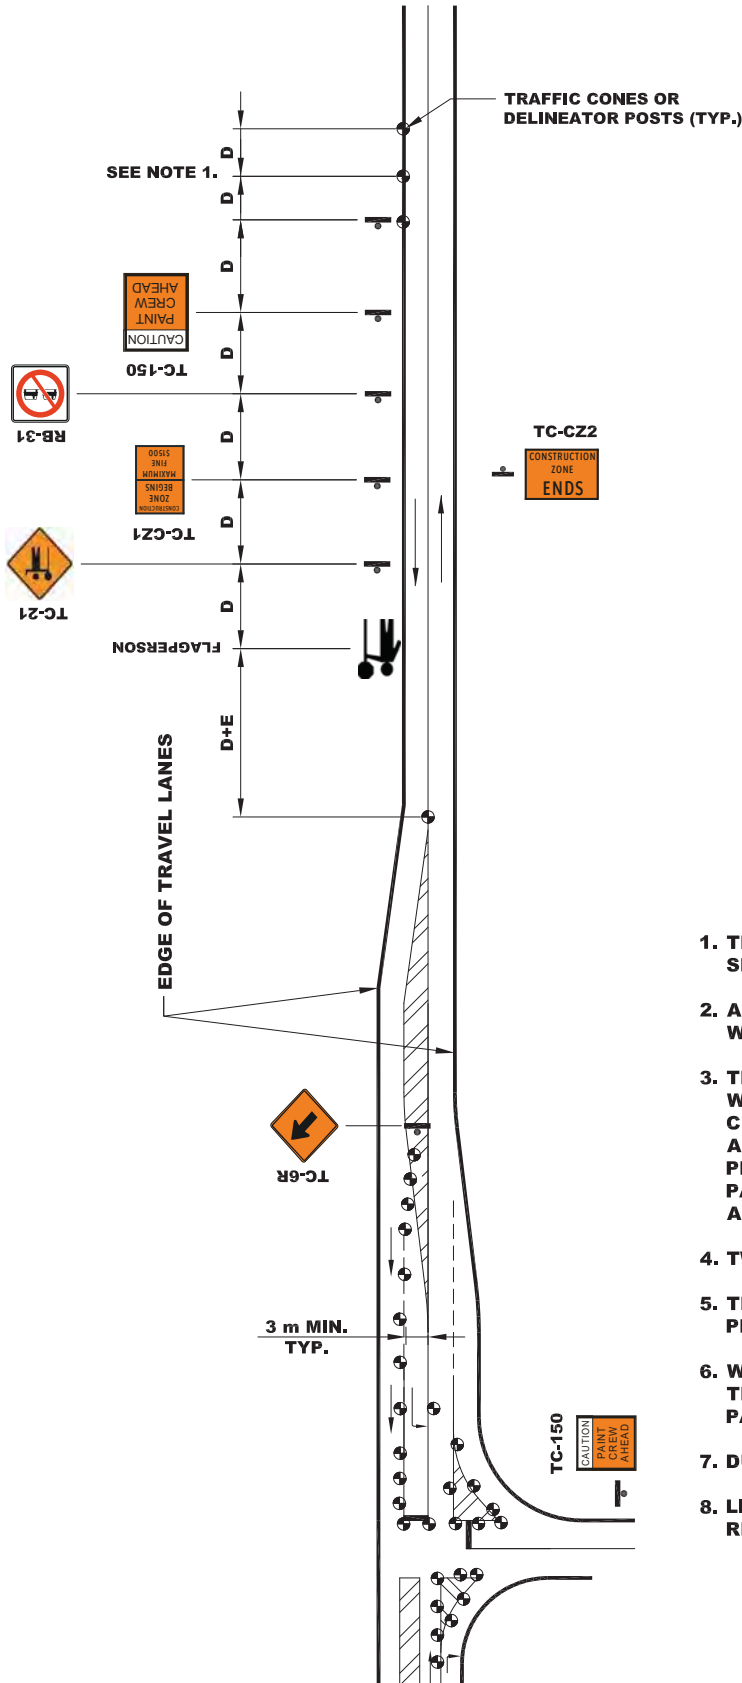 TRAFFIC CONES OR
DELINEATOR POSTS (TYP.)
D
SEE NOTE 1.
D
D
CAUTION
PAINT
CREW
AHEAD
TC-150
D
RB-31
D
CONSTRUCTION
ZONE
BEGINS
MAXIMUM
FINE
$1500
TC-CZ1
D
TC-CZ2
CONSTRUCTION
ZONE
ENDS
TC-21
D
FLAGPERSON
D+E
EDGE OF TRAVEL LANES
TC-6R
3 m MIN.
TYP.
TC-150
CAUTION
PAINT
CREW
AHEAD
1.
2. A
W
3.
W
C
A
P
A
4.
5.
6. W
7.
8.